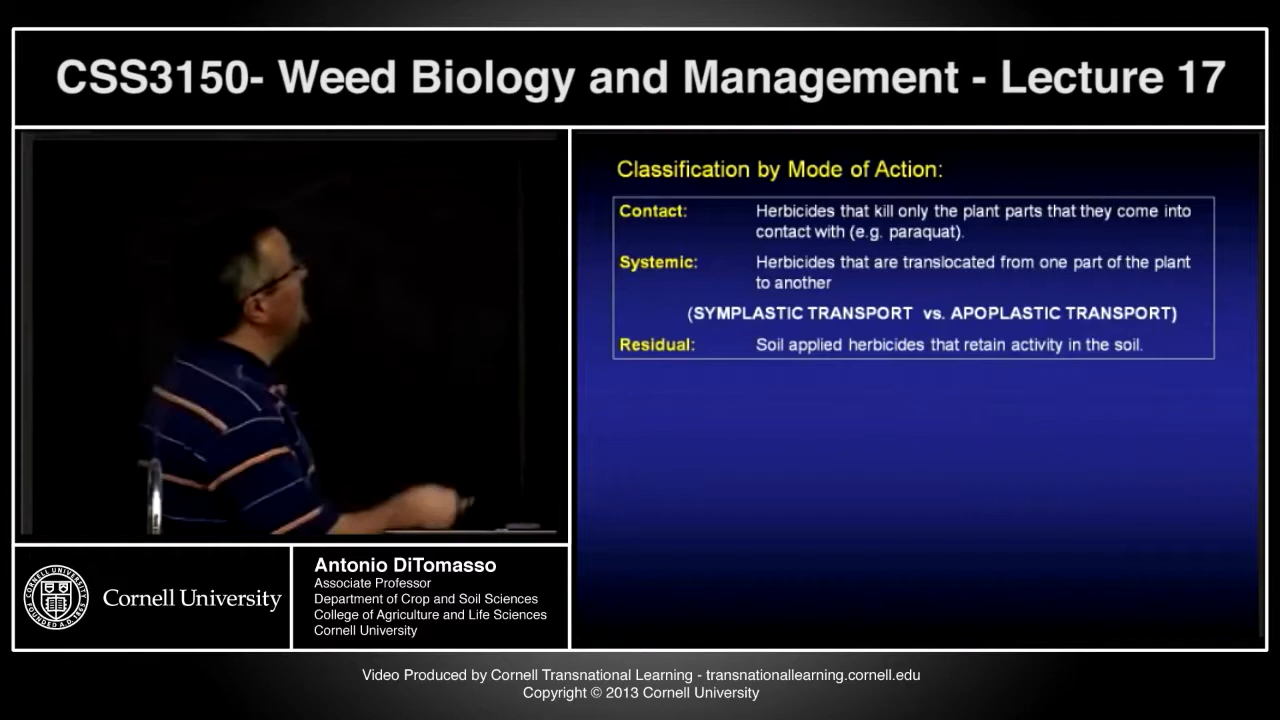 CSS3150- Weed Biology and Management - Lecture 17
Classification by Mode of Action:
Contact: Herbicides that kill only the plant parts that they come into
contact with (e.g. paraquat).
Systemic: Herbicides that are translocated from one part of the plant
to another
(SYMPLASTIC TRANSPORT vs. APOPLASTIC TRANSPORT)
Residual: Soil applied herbicides that retain activity in the soil.
Cornell University
Antonio DiTomasso
Associate Professor
Department of Crop and Soil Sciences
College of Agriculture and Life Sciences
Cornell University
Video Produced by Cornell Transnational Learning - transnationallearning.cornell.edu
Copyright © 2013 Cornell University